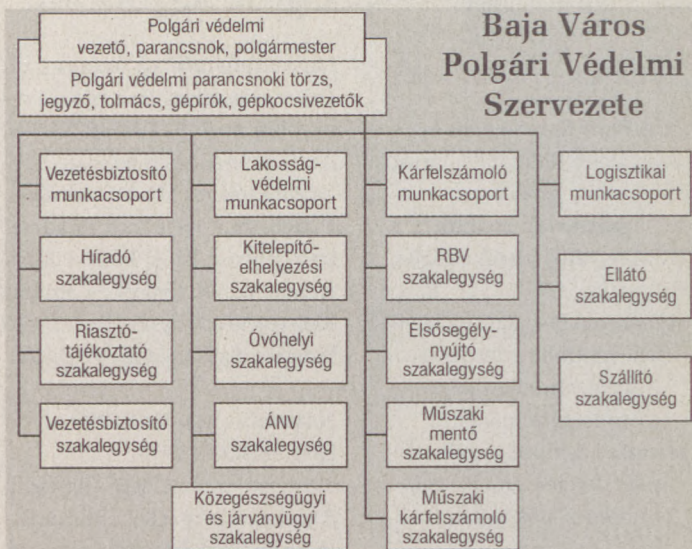 Baja Város
Polgári Védelmi
Szervezete
Polgári védelmi
vezető, parancsnok, polgármester
Polgári védelmi parancsnoki törzs,
jegyző, tolmács, gépírók, gépkocsivezetők
Vezetésbiztosító
munkacsoport
Híradó
szakalegység
Riasztó-
tájékoztató
szakalegység
Vezetésbiztosító
szakalegység
Lakosság-
védelmi
munkacsoport
Kitelepítő-
elhelyezési
szakalegység
Óvóhelyi
szakalegység
ÁNV
szakalegység
Közegészségügyi
és járványügyi
szakalegység
Kárfelszámoló
munkacsoport
RBV
szakalegység
Elsősegély-
nyújtó
szakalegység
Műszaki
mentő
szakalegység
Műszaki
kárfelszámoló
szakalegység
Logisztikai
munkacsoport
Ellátó
szakalegység
Szállító
szakalegység